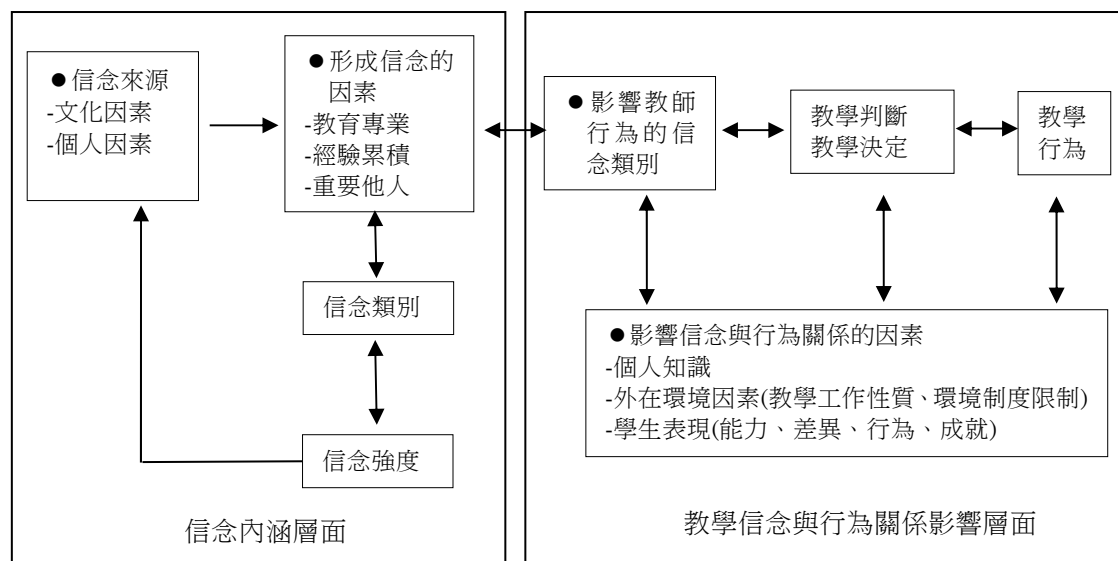 ●信念來源
-文化因素
-個人因素
●形成信念的
因素
-教育專業
-經驗累積
-重要他人
信念類別
信念強度
信念內涵層面
●影響教師
行為的信
念類別
教學判斷
教學決定
教學
行為
●影響信念與行為關係的因素
-個人知識
-外在環境因素(教學工作性質、環境制度限制)
-學生表現(能力、差異、行為、成就)
教學信念與行為關係影響層面